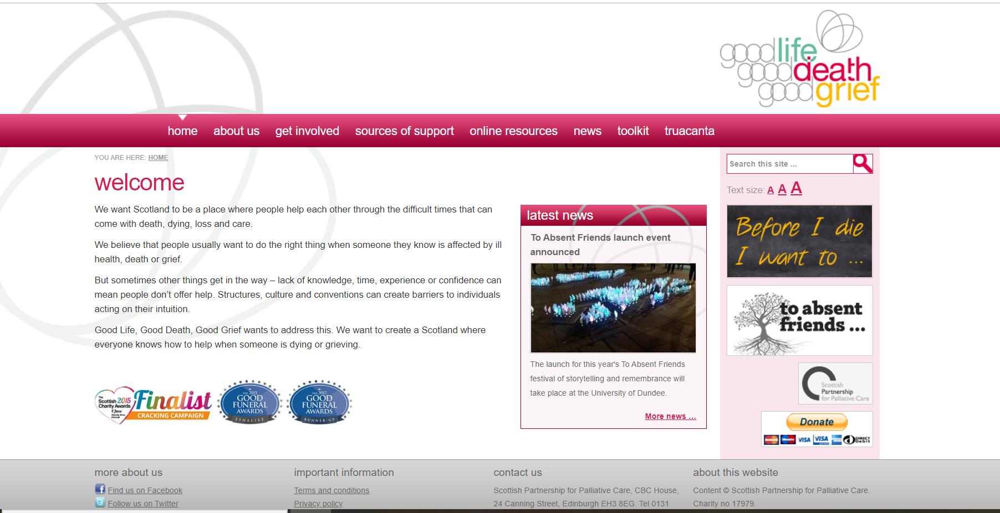 good life
good death
good grief
home about us get involved sources of support online resources news toolkit truacanta
YOU ARE HERE: HOME
welcome
We want Scotland to be a place where people help each other through the difficult times that can
come with death, dying, loss and care.
We believe that people usually want to do the right thing when someone they know is affected by ill
health, death or grief.
But sometimes other things get in the way – lack of knowledge, time, experience or confidence can
mean people don’t offer help. Structures, culture and conventions can create barriers to individuals
acting on their intuition.
Good Life, Good Death, Good Grief wants to address this. We want to create a Scotland where
everyone knows how to help when someone is dying or grieving.
The
Scottish 2015
Charity Awards
Finalist
CRACKING CAMPAIGN
THE 2015
GOOD
FUNERAL
AWARDS
FINALIST
THE 2017
GOOD
FUNERAL
AWARDS
RUNNER-UP
latest news
To Absent Friends launch event
announced
The launch for this year's To Absent Friends
festival of storytelling and remembrance will
take place at the University of Dundee.
More news ...
Search this site ...
Text size: A A A
Before I die
I want to ...
to absent
friends ...
Scottish
Partnership
for Palliative Care
Donate
VISA VISA DIRECT Debit
more about us
Find us on Facebook
Follow us on Twitter
important information
Terms and conditions
Privacy policy
contact us
Scottish Partnership for Palliative Care, CBC House,
24 Canning Street, Edinburgh EH3 8EG. Tel 0131
about this website
Content © Scottish Partnership for Palliative Care.
Charity no 17979.